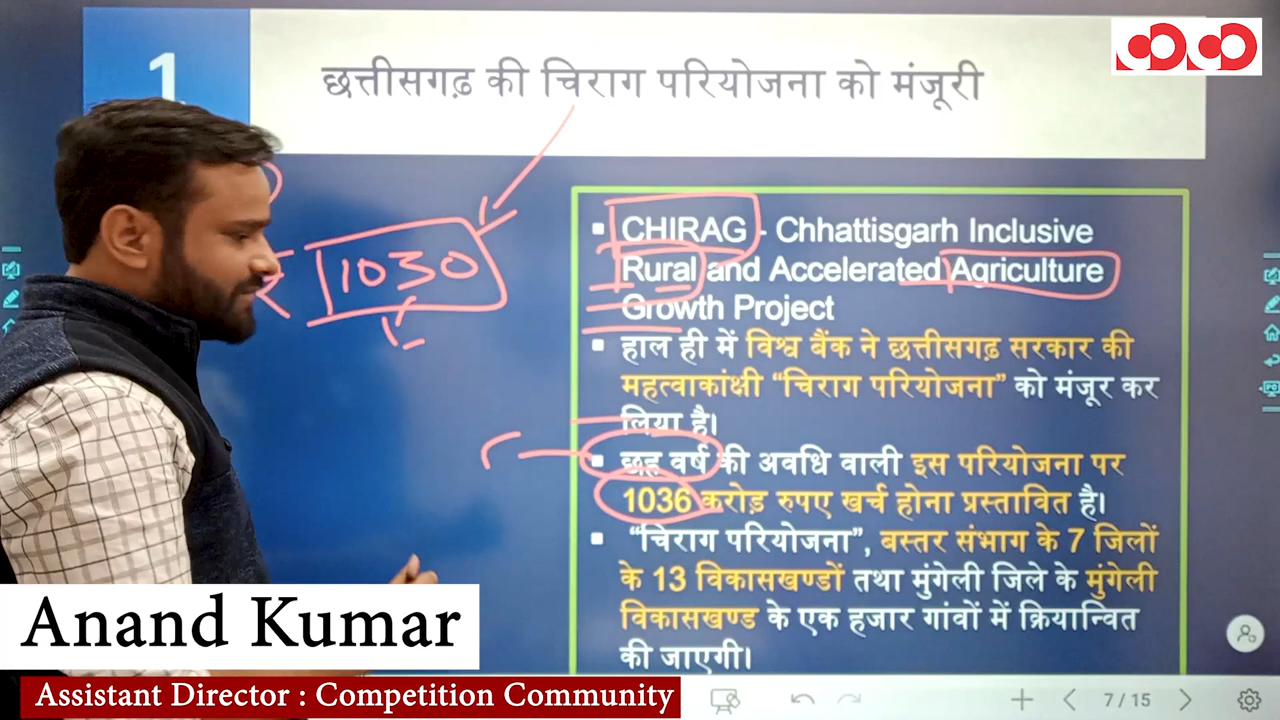 1
छत्तीसगढ़ की चिराग परियोजना को मंजूरी
₹ 1030
▪ CHIRAG - Chhattisgarh Inclusive
Rural and Accelerated Agriculture
Growth Project
▪ हाल ही में विश्व बैंक ने छत्तीसगढ़ सरकार की
महत्वाकांक्षी “चिराग परियोजना” को मंजूर कर
लिया है।
▪ छह वर्ष की अवधि वाली इस परियोजना पर
1036 करोड़ रुपए खर्च होना प्रस्तावित है।
▪ “चिराग परियोजना”, बस्तर संभाग के 7 जिलों
के 13 विकासखण्डों तथा मुंगेली जिले के मुंगेली
विकासखण्ड के एक हजार गांवों में क्रियान्वित
की जाएगी।
Anand Kumar
Assistant Director : Competition Community
7 / 15